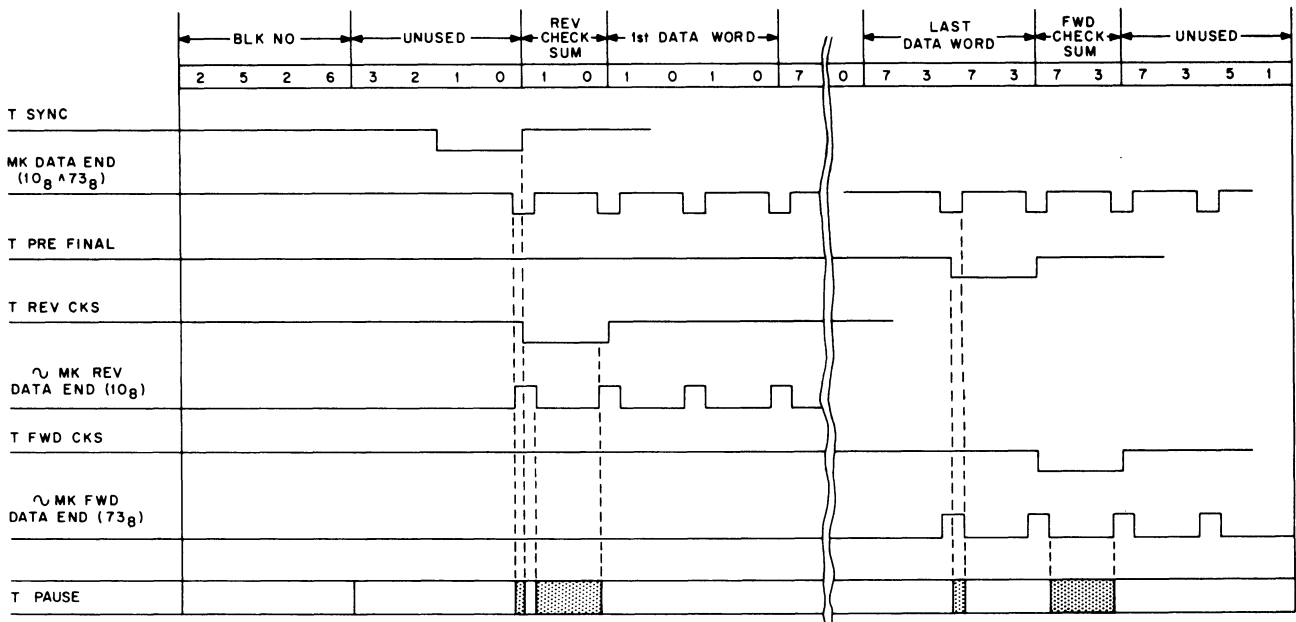 BLK NO
UNUSED
REV
CHECK
SUM
1st DATA WORD
LAST
DATA WORD
FWD
CHECK
SUM
UNUSED
2 5 2 6 3 2 1 0 1 0 1 0 1 0 7 0 7 3 7 3 7 3 7 3 5 1
T SYNC
MK DATA END
(10₈ ∧ 73₈)
T PRE FINAL
T REV CKS
∿ MK REV
DATA END (10₈)
T FWD CKS
∿ MK FWD
DATA END (73₈)
T PAUSE